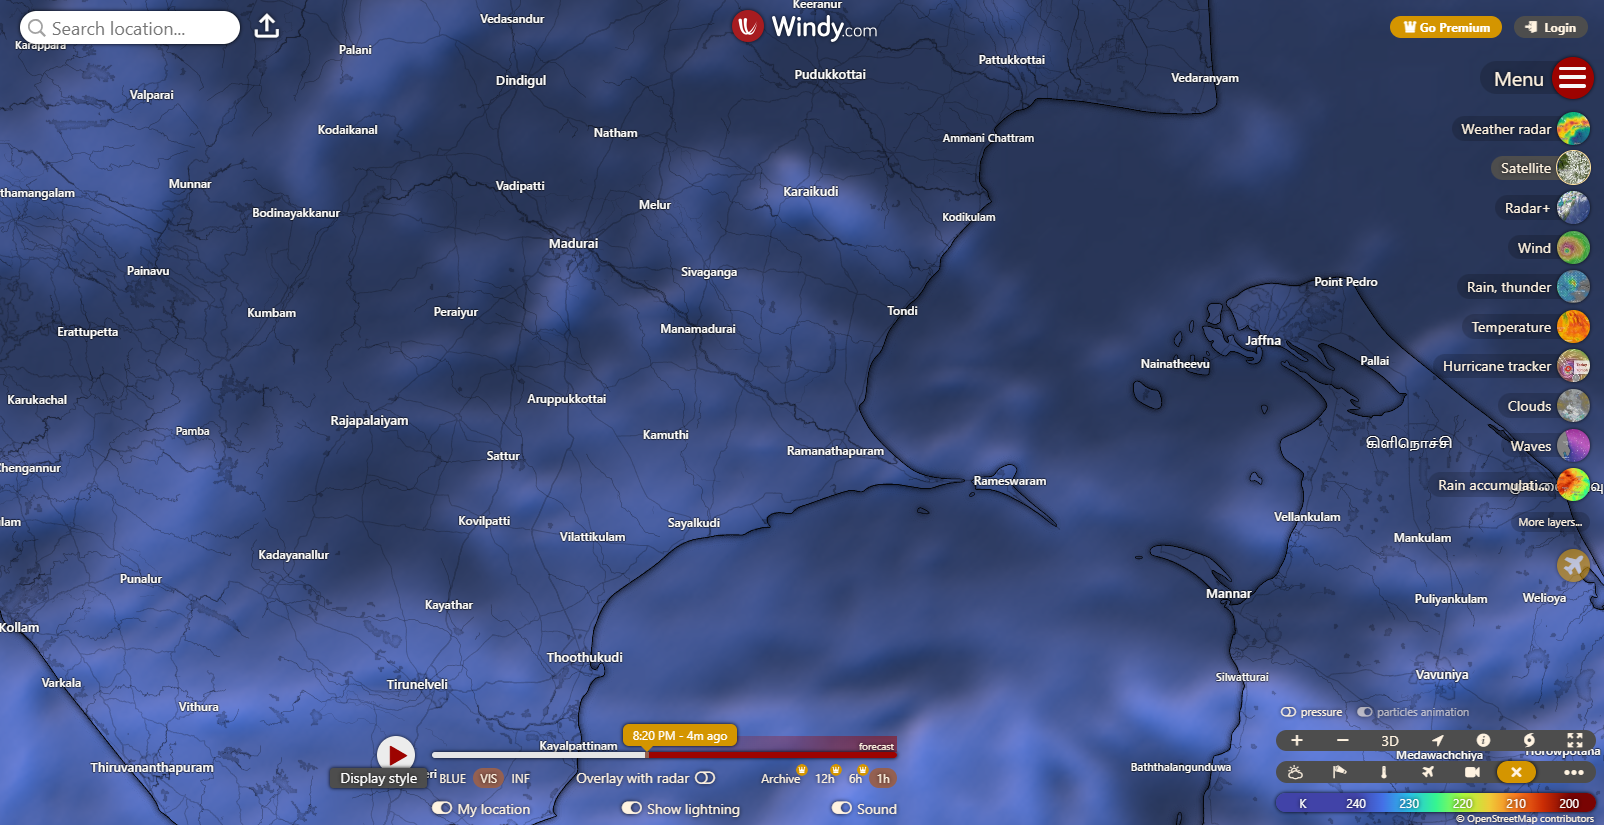 Keeranur
Vedasandur
Search location...
Windy.com
Go Premium
Login
Karappara
Palani
Pattukkottai
Dindigul
Pudukkottai
Vedaranyam
Menu
Valparai
Kodaikanal
Natham
Ammani Chattram
Weather radar
Satellite
Munnar
Vadipatti
Karaikudi
thamangalam
Melur
Radar+
Bodinayakkanur
Kodikulam
Madurai
Wind
Painavu
Sivaganga
Point Pedro
Rain, thunder
Kumbam
Peraiyur
Tondi
Erattupetta
Manamadurai
Temperature
Jaffna
Nainatheevu
Pallai
Hurricane tracker
Karukachal
Aruppukkottai
Clouds
Rajapalaiyam
Pamba
Kamuthi
கிளிநொச்சி
Waves
Sattur
Ramanathapuram
Chengannur
Rameswaram
Rain accumulati
lam
Kovilpatti
Sayalkudi
Vellankulam
More layers...
Vilattikulam
Mankulam
Kadayanallur
Punalur
Mannar
Kayathar
Puliyankulam
Welioya
Kollam
Thoothukudi
Varkala
Tirunelveli
Silwatturai
Vavuniya
Vithura
pressure
particles animation
8:20 PM - 4m ago
Kayalpattinam
forecast
3D
Thiruvananthapuram
Medawachchiya
Horowpotana
Baththalangunduwa
Display style
eri
BLUE
VIS
INF
Overlay with radar
Archive
12h
6h
1h
My location
Show lightning
Sound
K 240 230 220 210 200
© OpenStreetMap contributors